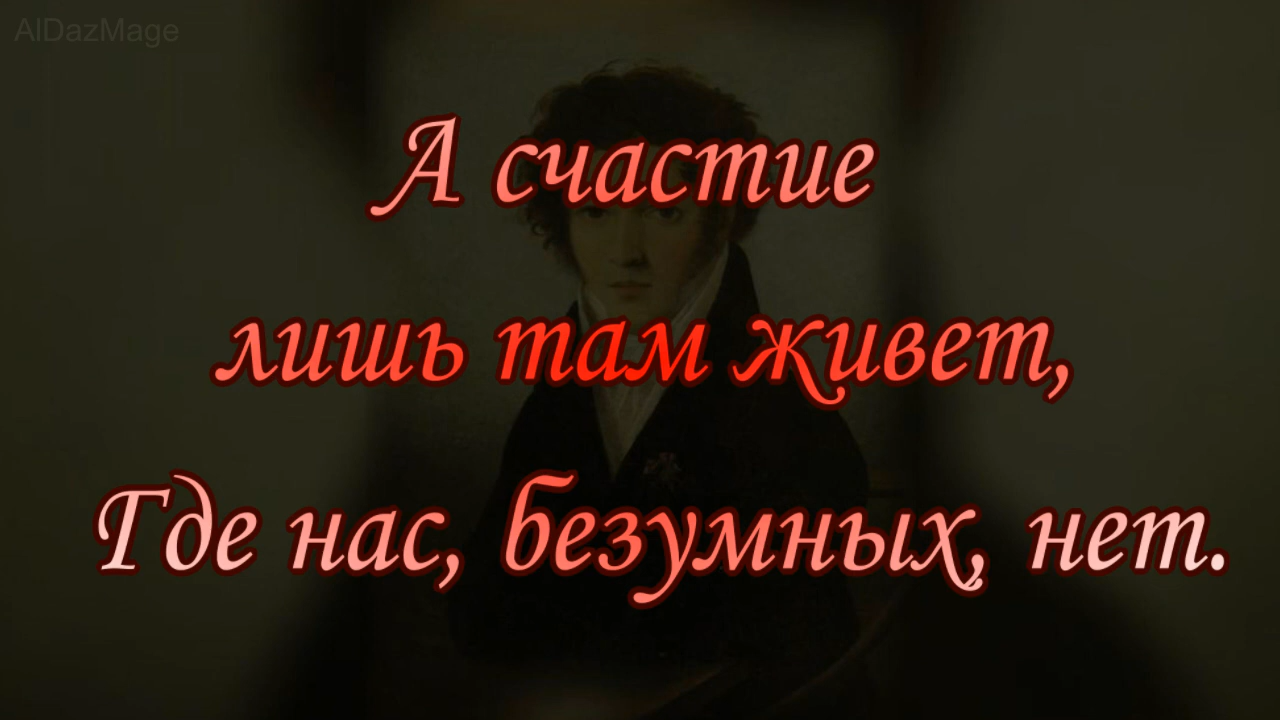 AlDazMage
А счастие
лишь там живет,
Где нас, безумных, нет.